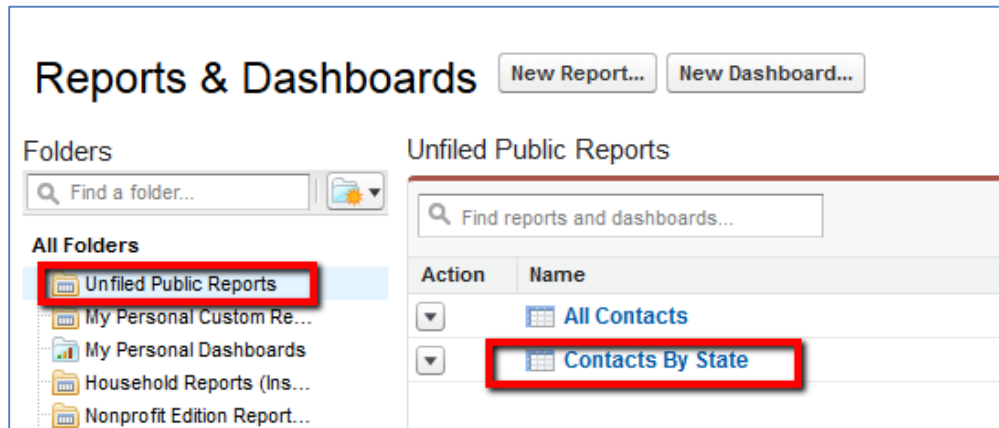 Reports & Dashboards New Report... New Dashboard...
Folders
Find a folder...
All Folders
Unfiled Public Reports
My Personal Custom Re...
My Personal Dashboards
Household Reports (Ins...
Nonprofit Edition Report...
Unfiled Public Reports
Find reports and dashboards...
Action Name
All Contacts
Contacts By State